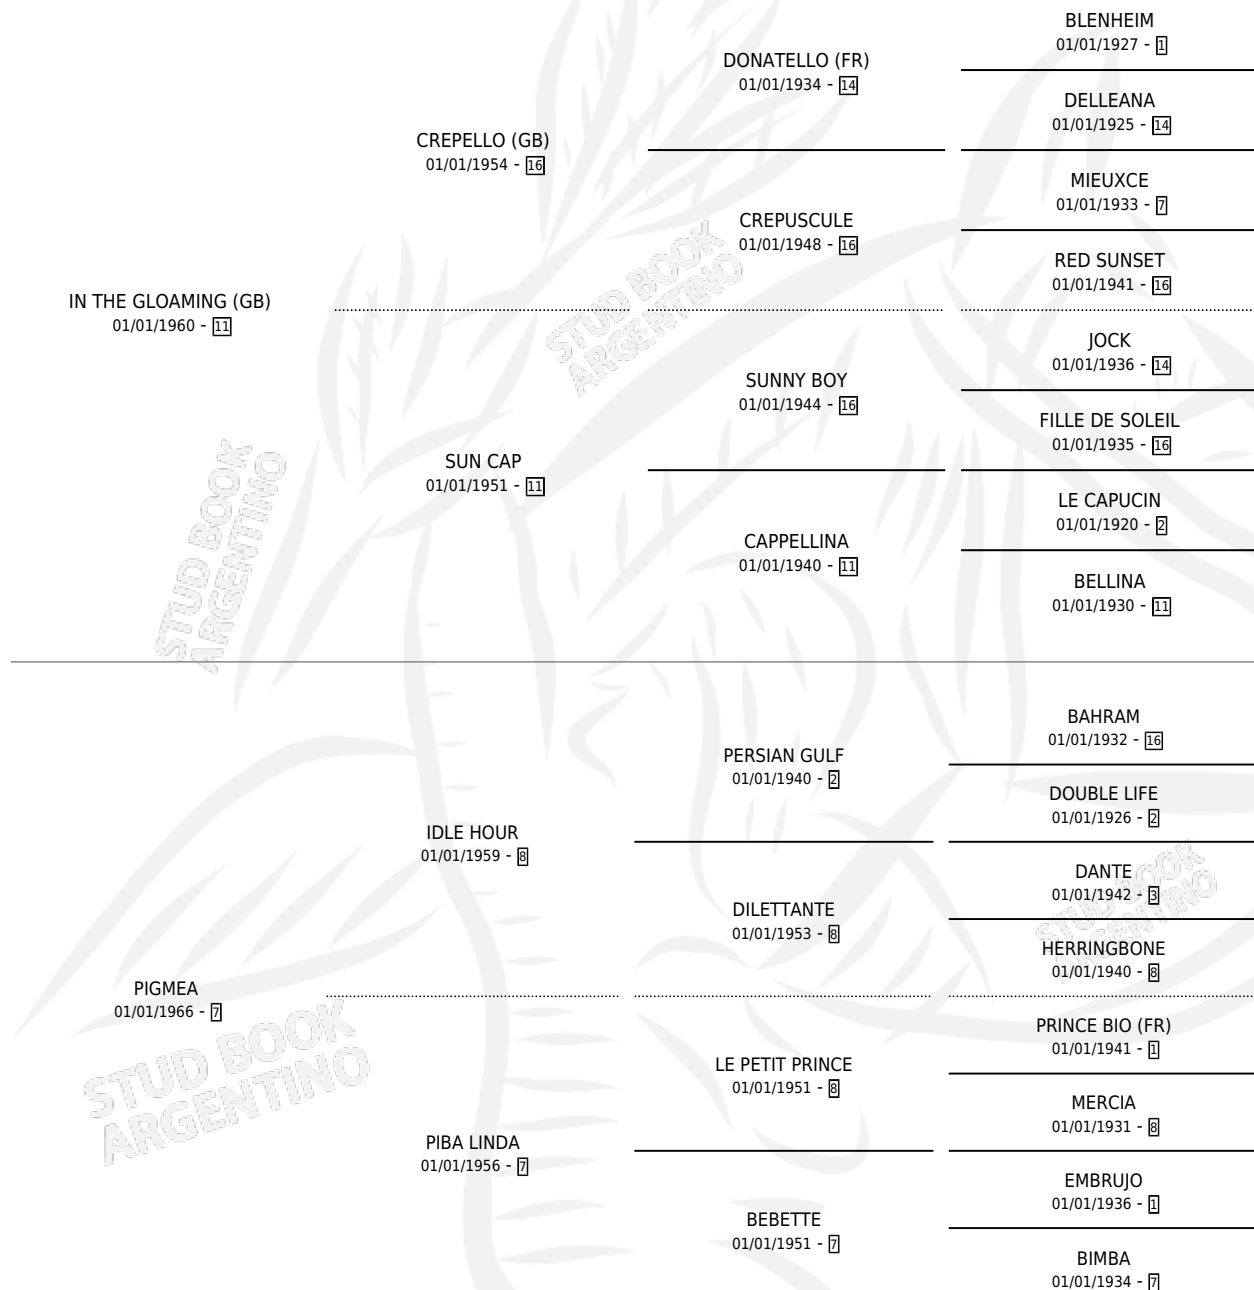 BLENHEIM
01/01/1927 - 1
DONATELLO (FR)
01/01/1934 - 14
DELLEANA
01/01/1925 - 14
CREPELLO (GB)
01/01/1954 - 16
MIEUXCE
01/01/1933 - 7
CREPUSCULE
01/01/1948 - 16
RED SUNSET
01/01/1941 - 16
IN THE GLOAMING (GB)
01/01/1960 - 11
JOCK
01/01/1936 - 14
SUNNY BOY
01/01/1944 - 16
FILLE DE SOLEIL
01/01/1935 - 16
SUN CAP
01/01/1951 - 11
LE CAPUCIN
01/01/1920 - 2
CAPPELLINA
01/01/1940 - 11
BELLINA
01/01/1930 - 11
BAHRAM
01/01/1932 - 16
PERSIAN GULF
01/01/1940 - 2
DOUBLE LIFE
01/01/1926 - 2
IDLE HOUR
01/01/1959 - 8
DANTE
01/01/1942 - 3
DILETTANTE
01/01/1953 - 8
HERRINGBONE
01/01/1940 - 8
PIGMEA
01/01/1966 - 7
PRINCE BIO (FR)
01/01/1941 - 1
LE PETIT PRINCE
01/01/1951 - 8
MERCIA
01/01/1931 - 8
PIBA LINDA
01/01/1956 - 7
EMBRUJO
01/01/1936 - 1
BEBETTE
01/01/1951 - 7
BIMBA
01/01/1934 - 7
STUD BOOK
ARGENTINO
STUD BOOK
ARGENTINO
STUD BOOK
ARGENTINO
STUD BOOK
ARGENTINO